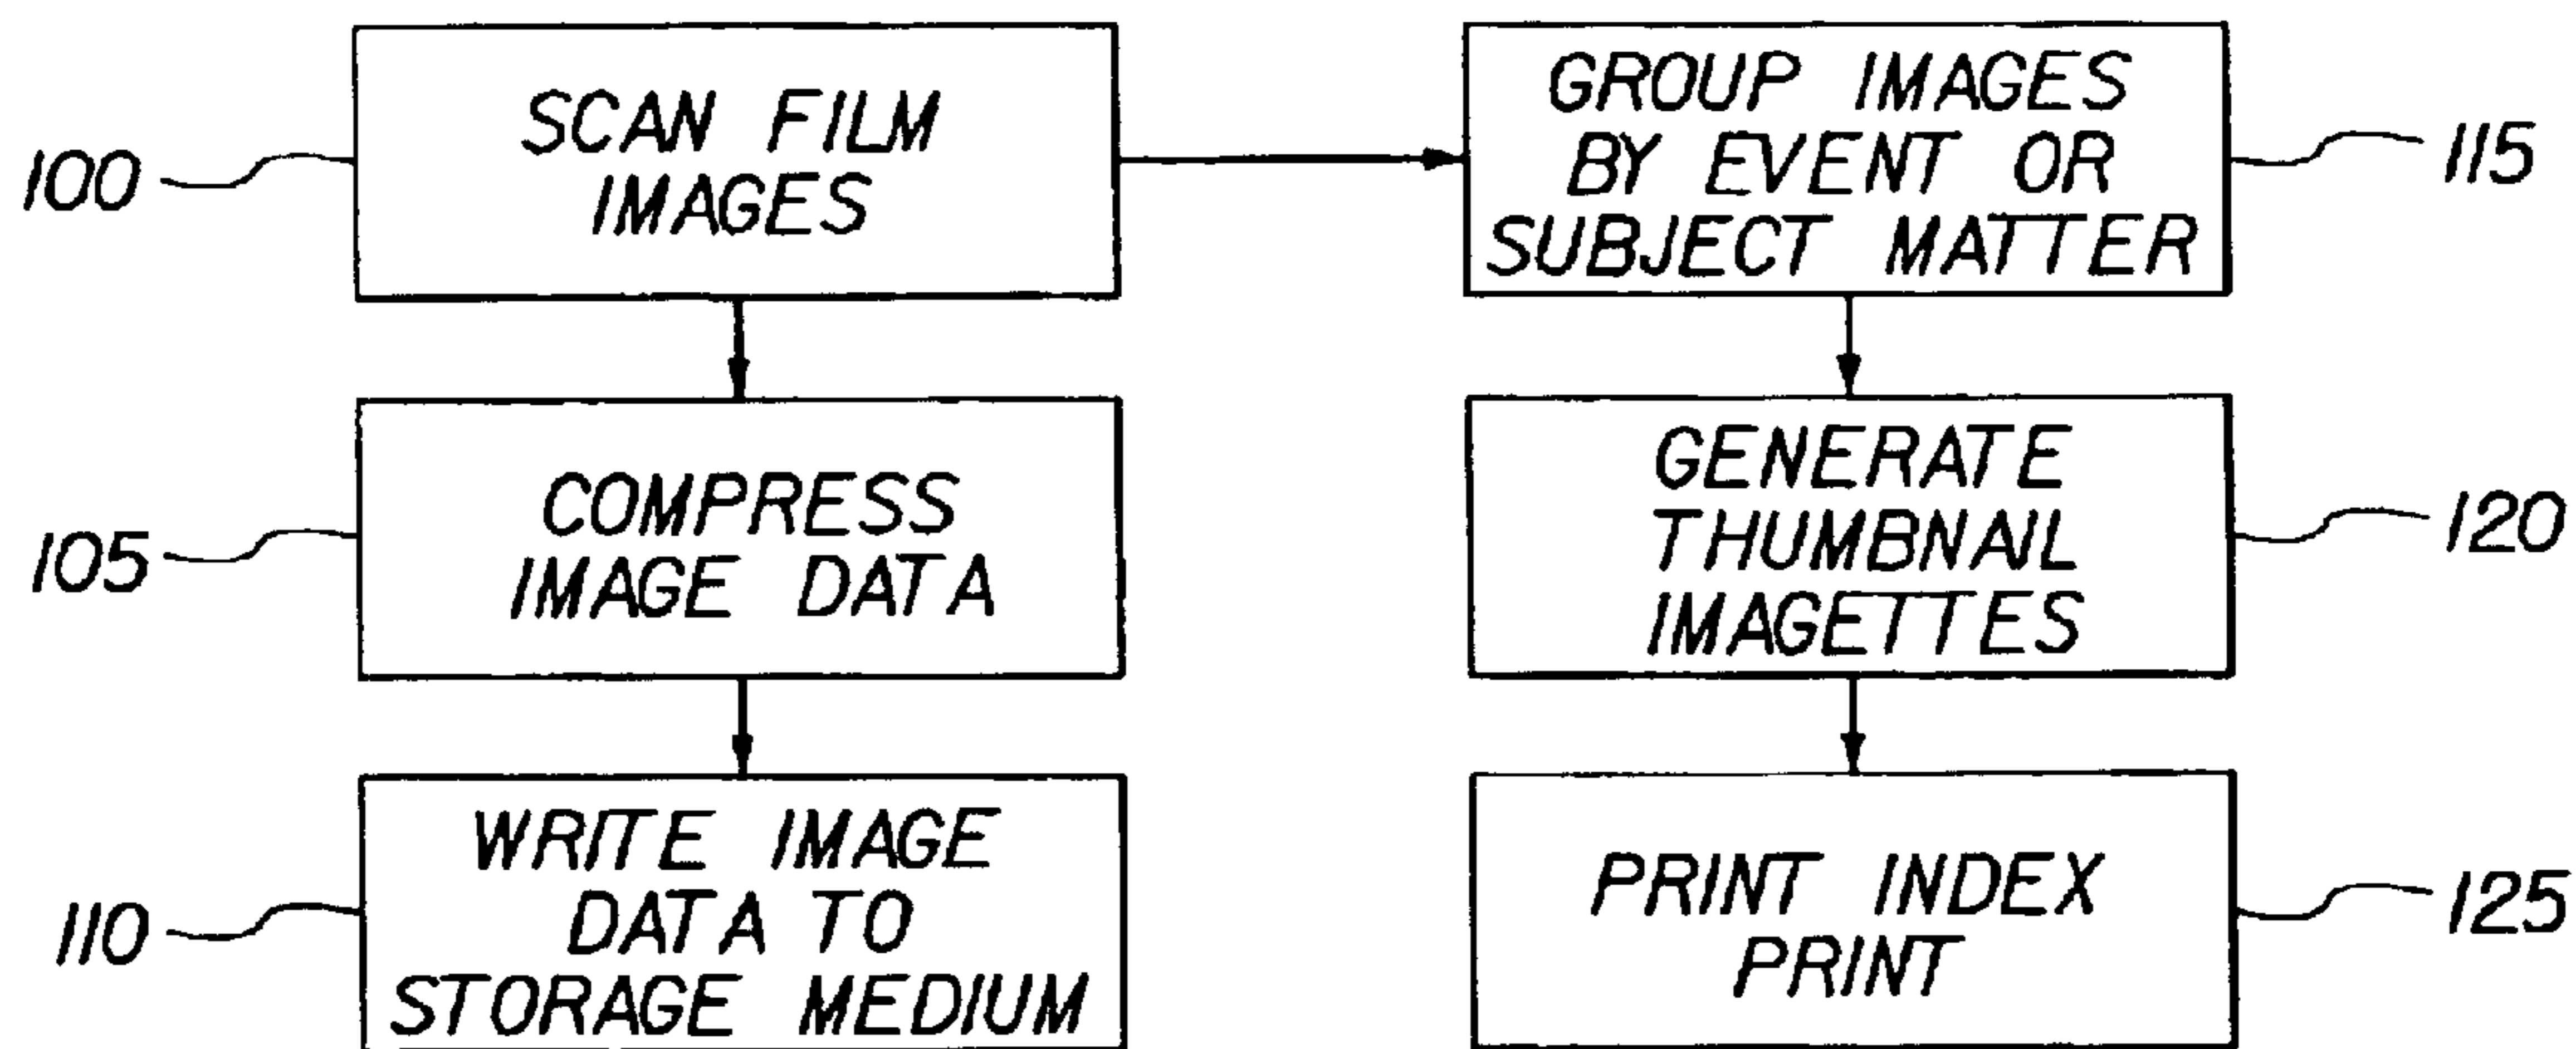 100
SCAN FILM
IMAGES
105
COMPRESS
IMAGE DATA
110
WRITE IMAGE
DATA TO
STORAGE MEDIUM
GROUP IMAGES
BY EVENT OR
SUBJECT MATTER
115
GENERATE
THUMBNAIL
IMAGETTES
120
PRINT INDEX
PRINT
125